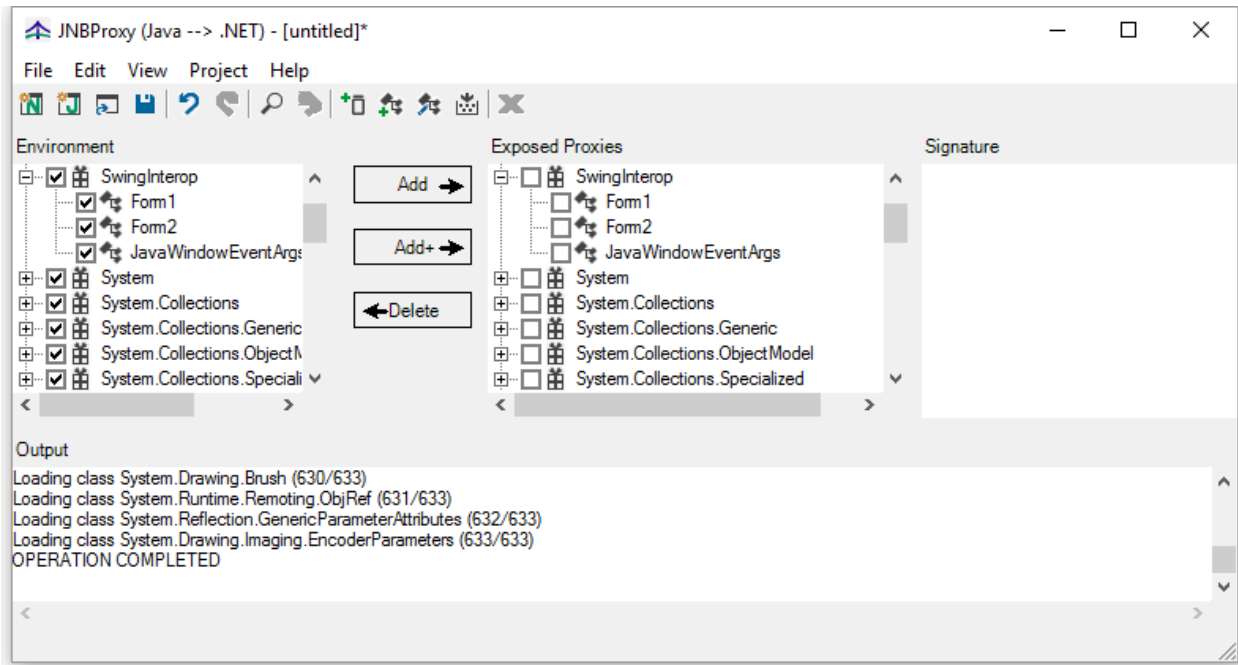 JNBProxy (Java --> .NET) - [untitled]*
File Edit View Project Help
Environment
SwingInterop
Form1
Form2
JavaWindowEventArgs
System
System.Collections
System.Collections.Generic
System.Collections.ObjectM
System.Collections.Speciali
Add
Add+
Delete
Exposed Proxies
SwingInterop
Form1
Form2
JavaWindowEventArgs
System
System.Collections
System.Collections.Generic
System.Collections.ObjectModel
System.Collections.Specialized
Signature
Output
Loading class System.Drawing.Brush (630/633)
Loading class System.Runtime.Remoting.ObjRef (631/633)
Loading class System.Reflection.GenericParameterAttributes (632/633)
Loading class System.Drawing.Imaging.EncoderParameters (633/633)
OPERATION COMPLETED